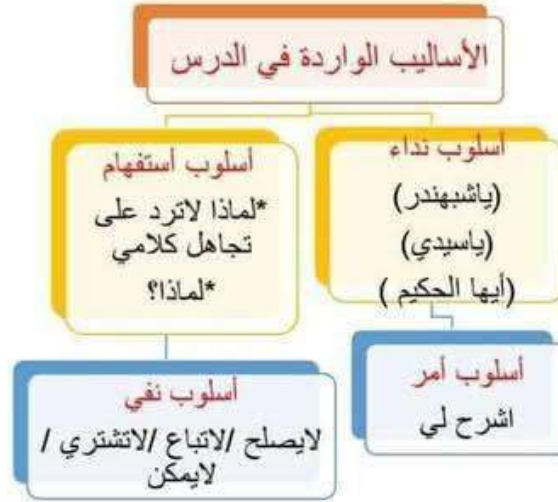 الأساليب الواردة في الدرس
أسلوب نداء
(ياشبهندر)
(ياسيدي)
(أيها الحكيم )
أسلوب أستفهام
*لماذا لاترد على
تجاهل كلامي
*لماذا؟
أسلوب أمر
اشرح لي
أسلوب نفي
لايصلح /لاتباع /لاتشتري /
لايمكن